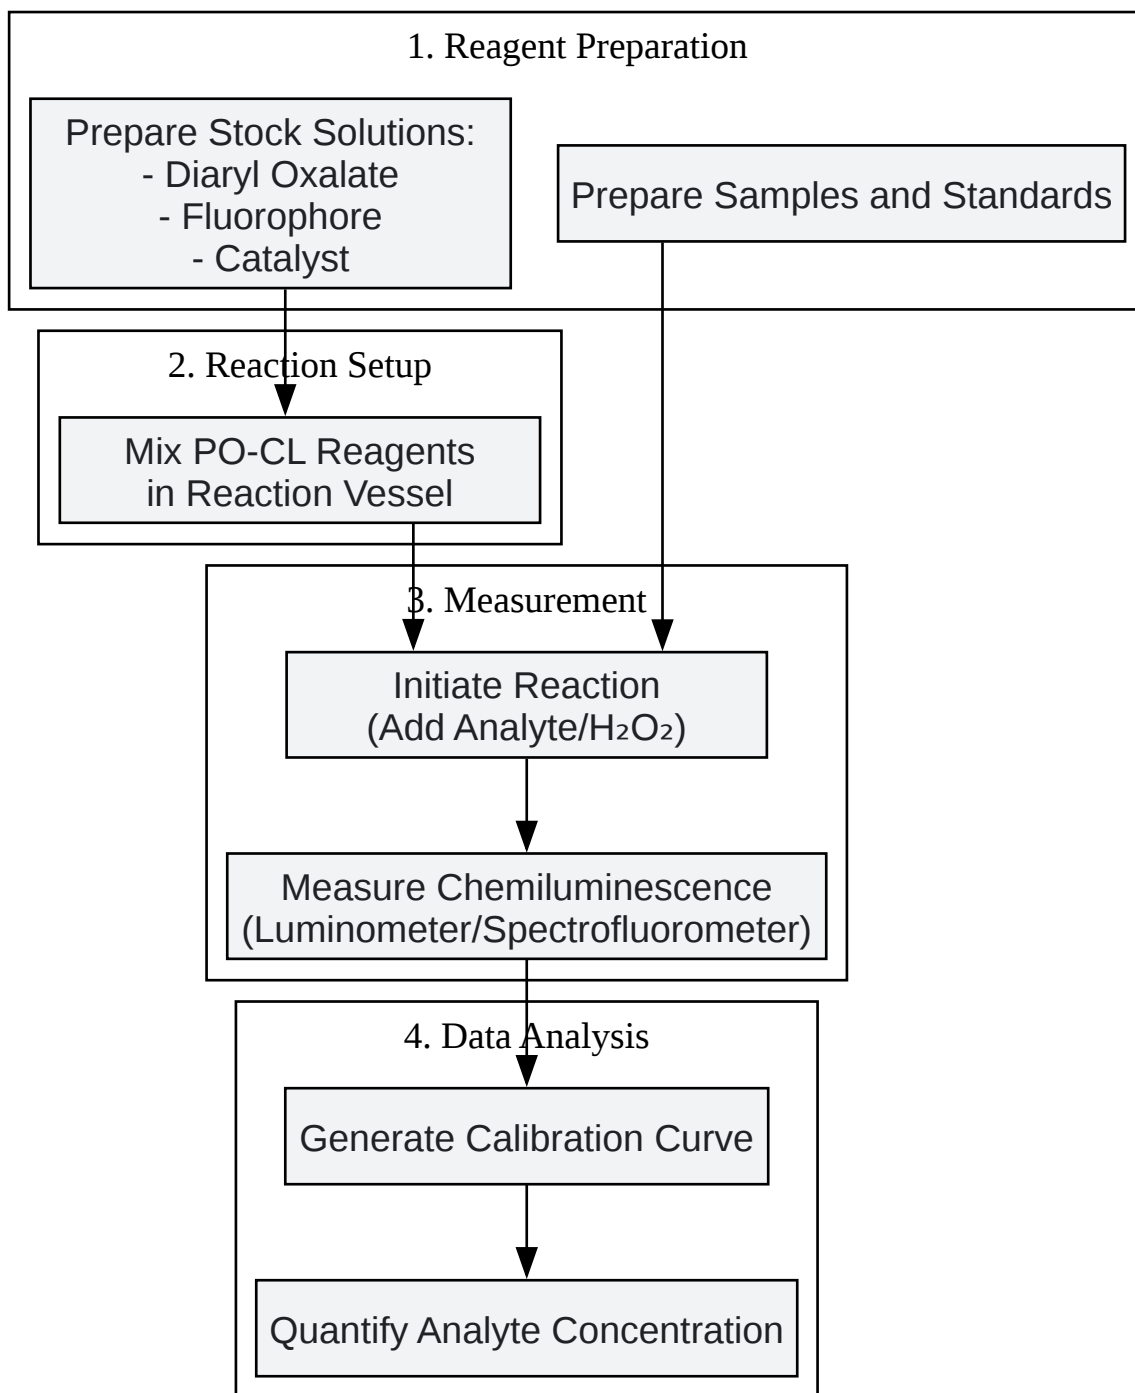 1. Reagent Preparation
Prepare Stock Solutions:
- Diaryl Oxalate
- Fluorophore
- Catalyst
Prepare Samples and Standards
2. Reaction Setup
Mix PO-CL Reagents
in Reaction Vessel
3. Measurement
Initiate Reaction
(Add Analyte/H₂O₂)
Measure Chemiluminescence
(Luminometer/Spectrofluorometer)
4. Data Analysis
Generate Calibration Curve
Quantify Analyte Concentration